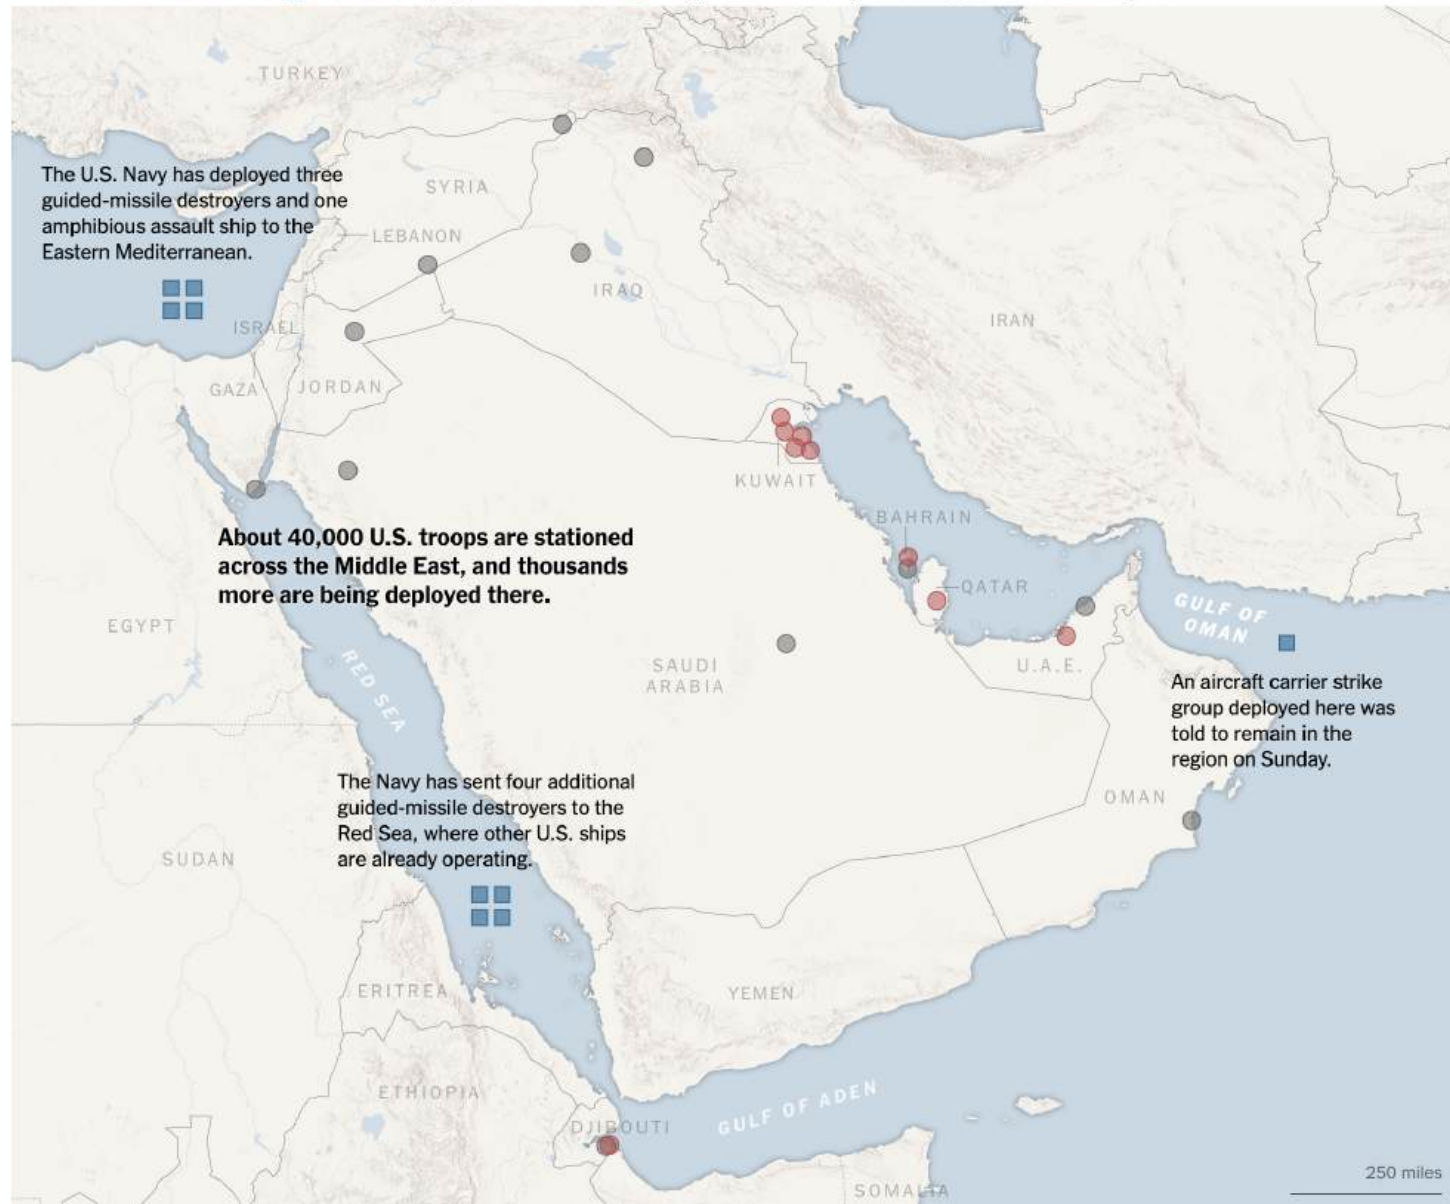 TURKEY
The U.S. Navy has deployed three
guided-missile destroyers and one
amphibious assault ship to the
Eastern Mediterranean.
SYRIA
LEBANON
IRAQ
ISRAEL
IRAN
GAZA
JORDAN
KUWAIT
BAHRAIN
About 40,000 U.S. troops are stationed
across the Middle East, and thousands
more are being deployed there.
QATAR
GULF OF
OMAN
EGYPT
RED SEA
SAUDI
ARABIA
U.A.E.
An aircraft carrier strike
group deployed here was
told to remain in the
region on Sunday.
The Navy has sent four additional
guided-missile destroyers to the
Red Sea, where other U.S. ships
are already operating.
OMAN
SUDAN
ERITREA
YEMEN
ETHIOPIA
GULF OF ADEN
DJIBOUTI
250 miles
SOMALIA